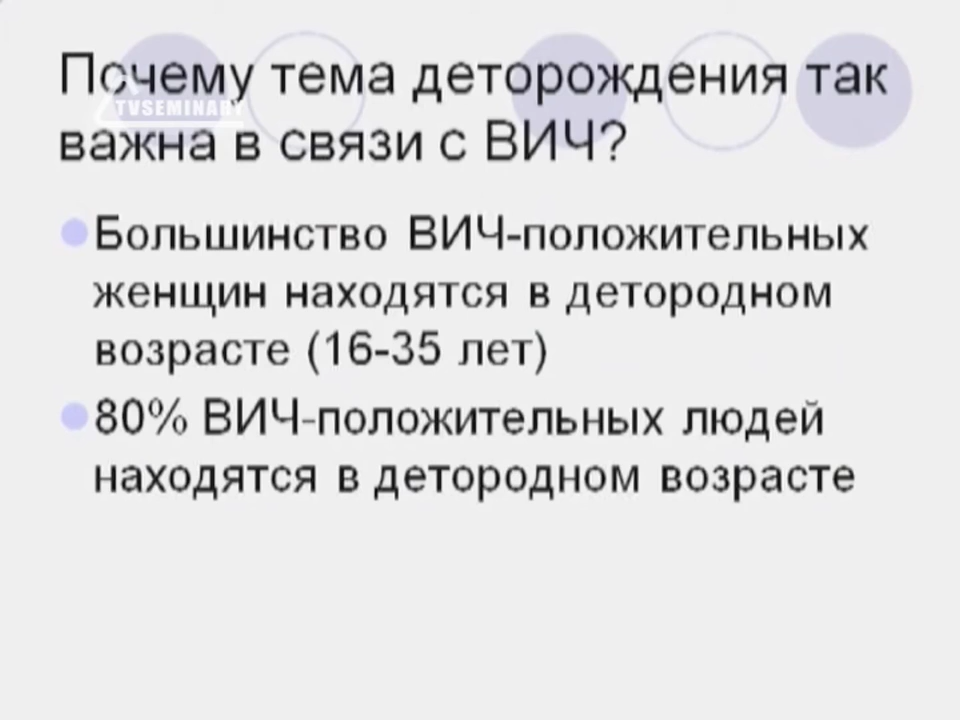 Почему тема деторождения так
TVSEMINARY
важна в связи с ВИЧ?
Большинство ВИЧ-положительных
женщин находятся в детородном
возрасте (16-35 лет)
80% ВИЧ-положительных людей
находятся в детородном возрасте